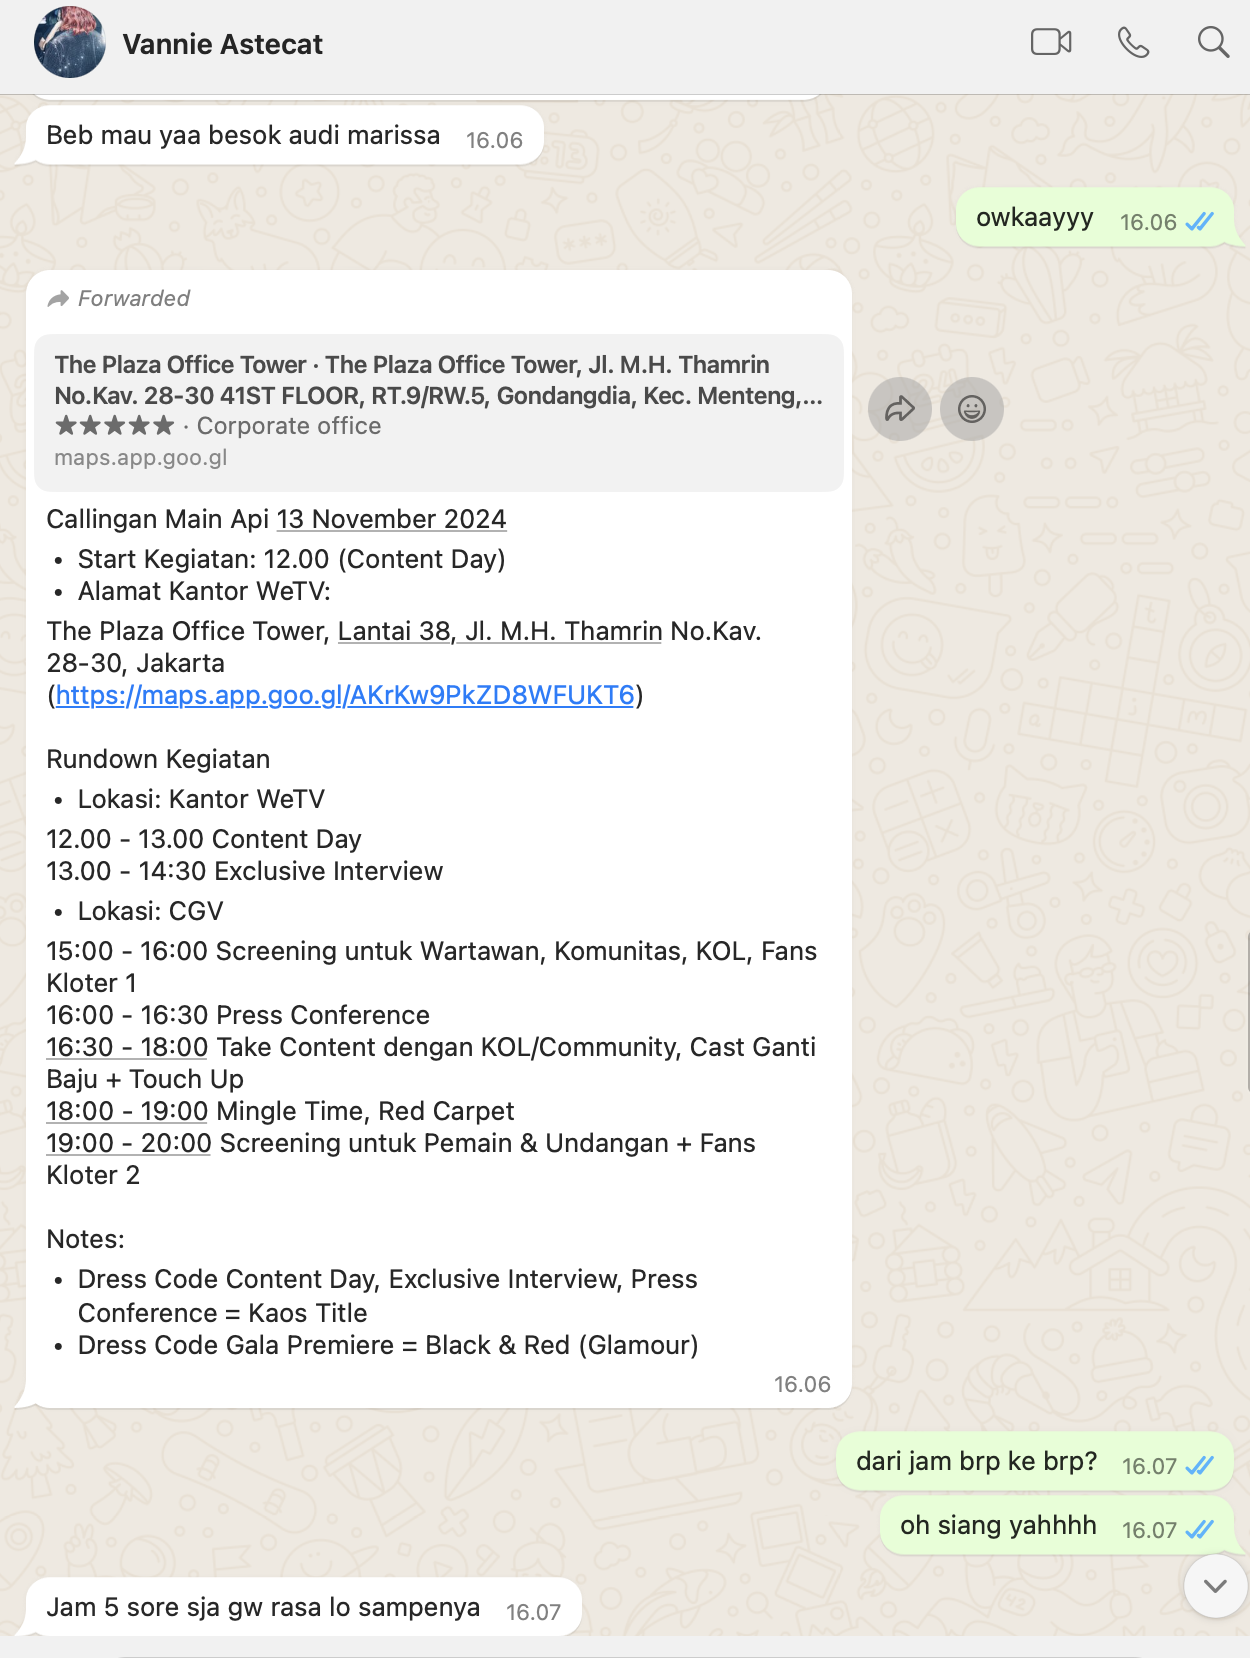 Vannie Astecat
Beb mau yaa besok audi marissa 16.06
owkaayyy 16.06
Forwarded
The Plaza Office Tower · The Plaza Office Tower, Jl. M.H. Thamrin
No.Kav. 28-30 41ST FLOOR, RT.9/RW.5, Gondangdia, Kec. Menteng,...
★★★★★ · Corporate office
maps.app.goo.gl
Callingan Main Api 13 November 2024
• Start Kegiatan: 12.00 (Content Day)
• Alamat Kantor WeTV:
The Plaza Office Tower, Lantai 38, Jl. M.H. Thamrin No.Kav.
28-30, Jakarta
(https://maps.app.goo.gl/AKrKw9PkZD8WFUKT6)
Rundown Kegiatan
• Lokasi: Kantor WeTV
12.00 - 13.00 Content Day
13.00 - 14:30 Exclusive Interview
• Lokasi: CGV
15:00 - 16:00 Screening untuk Wartawan, Komunitas, KOL, Fans
Kloter 1
16:00 - 16:30 Press Conference
16:30 - 18:00 Take Content dengan KOL/Community, Cast Ganti
Baju + Touch Up
18:00 - 19:00 Mingle Time, Red Carpet
19:00 - 20:00 Screening untuk Pemain & Undangan + Fans
Kloter 2
Notes:
• Dress Code Content Day, Exclusive Interview, Press
Conference = Kaos Title
• Dress Code Gala Premiere = Black & Red (Glamour)
16.06
dari jam brp ke brp? 16.07
oh siang yahhhh 16.07
Jam 5 sore sja gw rasa lo sampenya 16.07